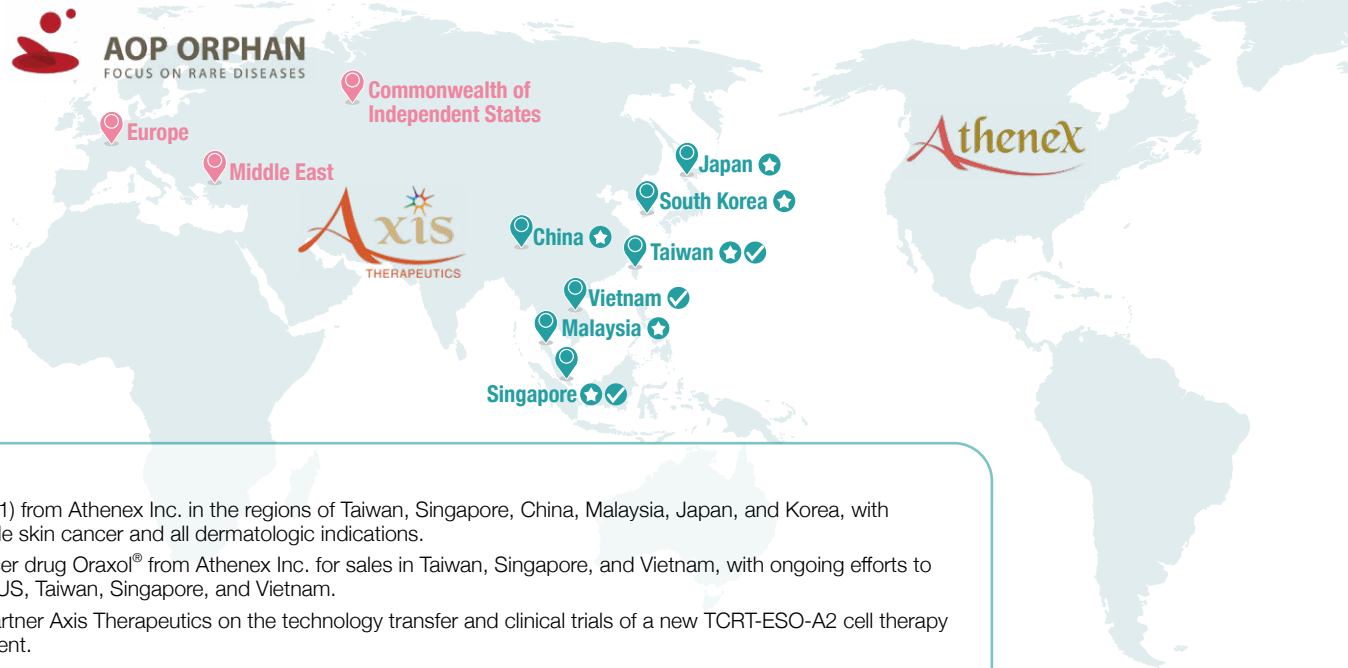 AOP ORPHAN
FOCUS ON RARE DISEASES
Commonwealth of
Independent States
Europe
Middle East
Athenex
Japan
South Korea
Axis
THERAPEUTICS
China
Taiwan
Vietnam
Malaysia
Singapore
1) from Athenex Inc. in the regions of Taiwan, Singapore, China, Malaysia, Japan, and Korea, with
le skin cancer and all dermatologic indications.
er drug Oraxol® from Athenex Inc. for sales in Taiwan, Singapore, and Vietnam, with ongoing efforts to
US, Taiwan, Singapore, and Vietnam.
artner Axis Therapeutics on the technology transfer and clinical trials of a new TCRT-ESO-A2 cell therapy
ent.